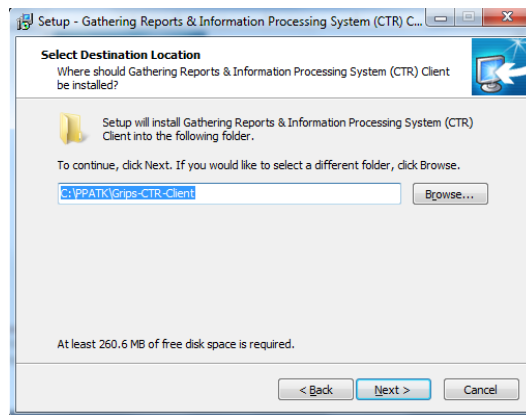 Setup - Gathering Reports & Information Processing System (CTR) C...
Select Destination Location
Where should Gathering Reports & Information Processing System (CTR) Client
be installed?
Setup will install Gathering Reports & Information Processing System (CTR)
Client into the following folder.
To continue, click Next. If you would like to select a different folder, click Browse.
C:\PPATK\Grips-CTR-Client
Browse...
At least 260.6 MB of free disk space is required.
< Back
Next >
Cancel